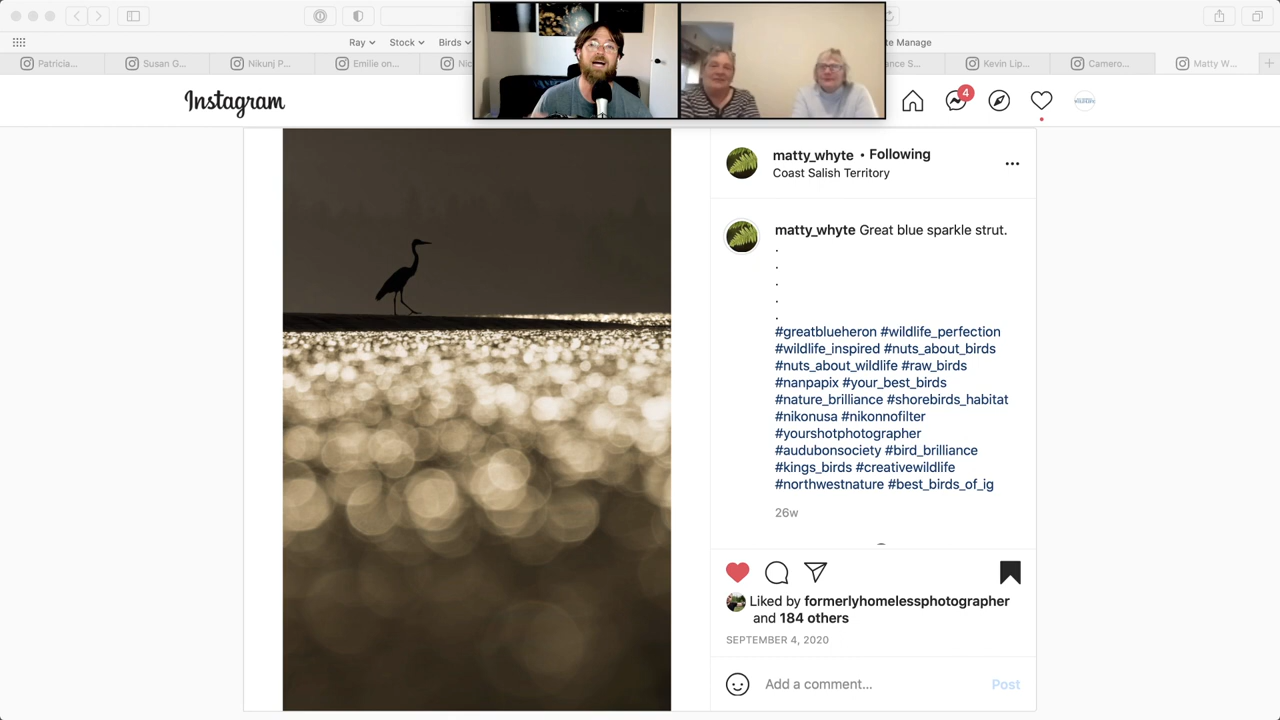 Ray
Stock
Birds
te Manage
Patricia...
Susan G...
Nikunj P...
Emilie on...
Nic
ance S...
Kevin Lip...
Camero...
Matty W...
Instagram
4
matty_whyte • Following
Coast Salish Territory
...
matty_whyte Great blue sparkle strut.
.
.
.
.
.
#greatblueheron #wildlife_perfection
#wildlife_inspired #nuts_about_birds
#nuts_about_wildlife #raw_birds
#nanpapix #your_best_birds
#nature_brilliance #shorebirds_habitat
#nikonusa #nikonnofilter
#yourshotphotographer
#audubonsociety #bird_brilliance
#kings_birds #creativewildlife
#northwestnature #best_birds_of_ig
26w
Liked by formerlyhomelessphotographer
and 184 others
SEPTEMBER 4, 2020
Add a comment...
Post